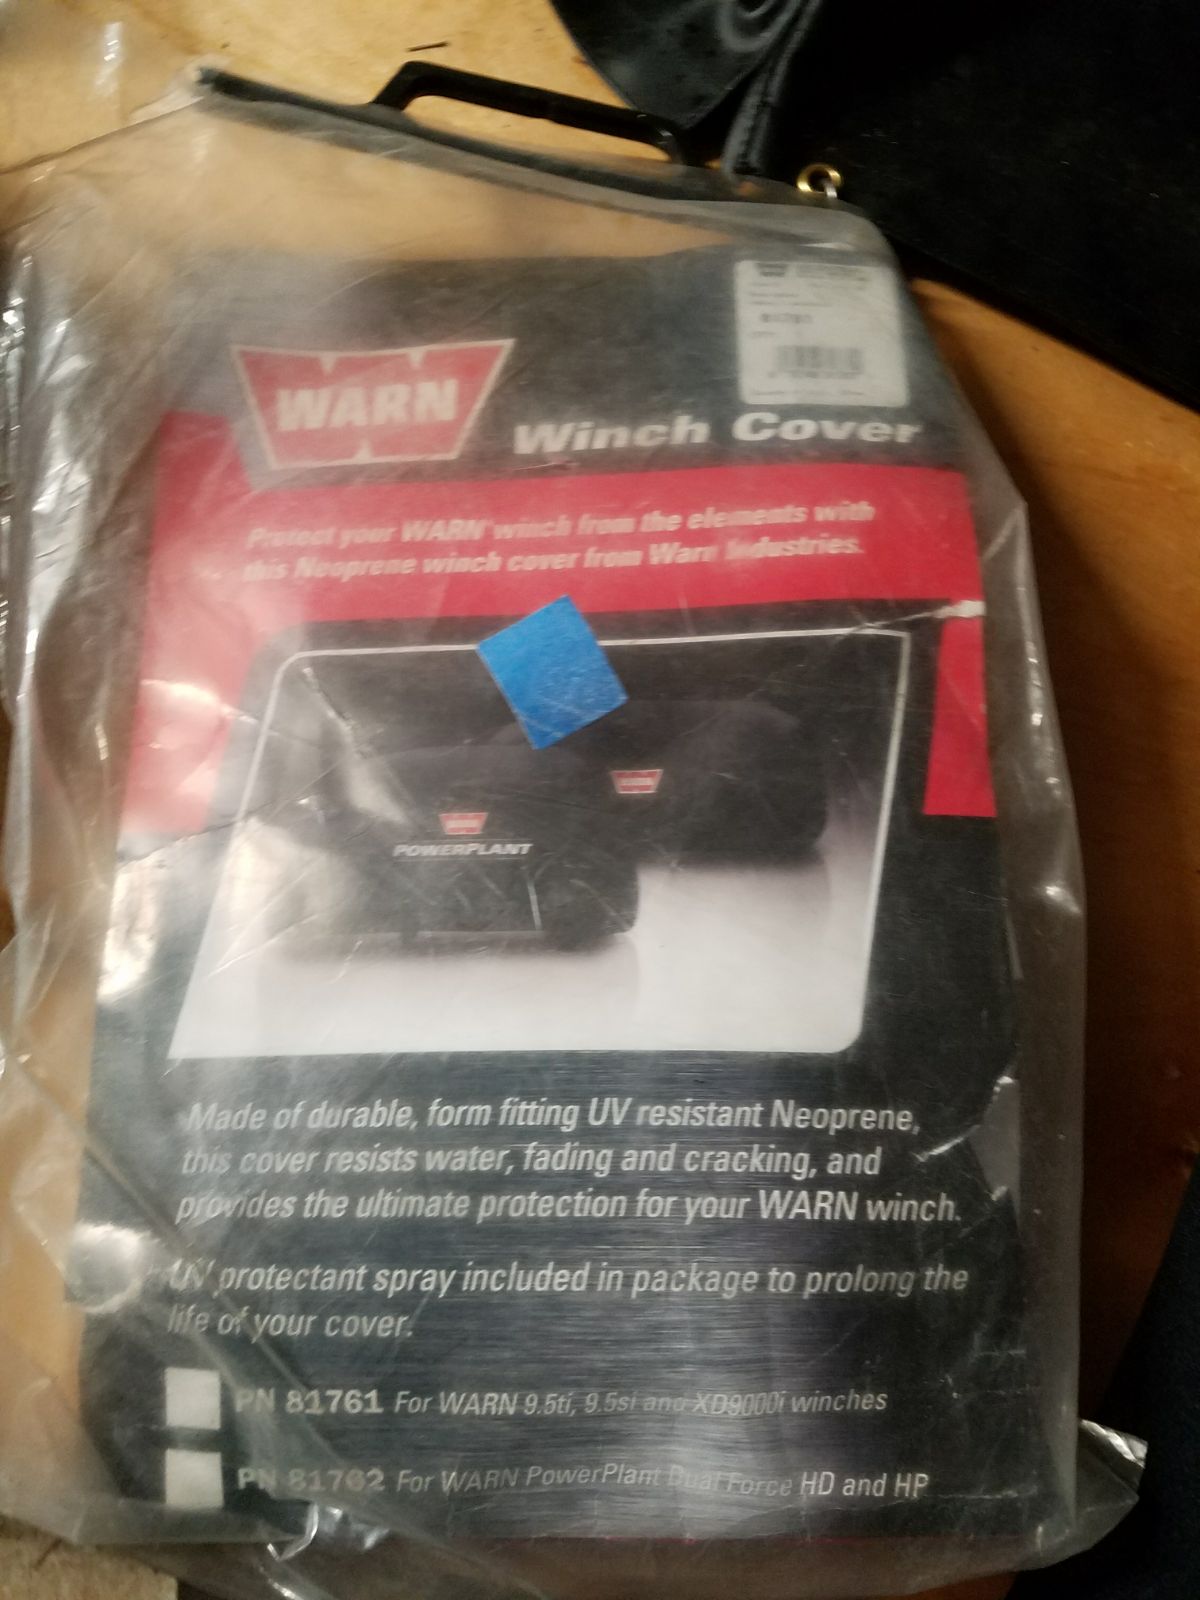 81761
WARN
Winch Cover
Protect your WARN winch from the elements with
this Neoprene winch cover from Warn Industries.
WARN
WARN
POWERPLANT
Made of durable, form fitting UV resistant Neoprene,
this cover resists water, fading and cracking, and
provides the ultimate protection for your WARN winch.
UV protectant spray included in package to prolong the
life of your cover.
PN 81761 For WARN 9.5ti, 9.5si and XD9000i winches
PN 81762 For WARN PowerPlant Dual Force HD and HP